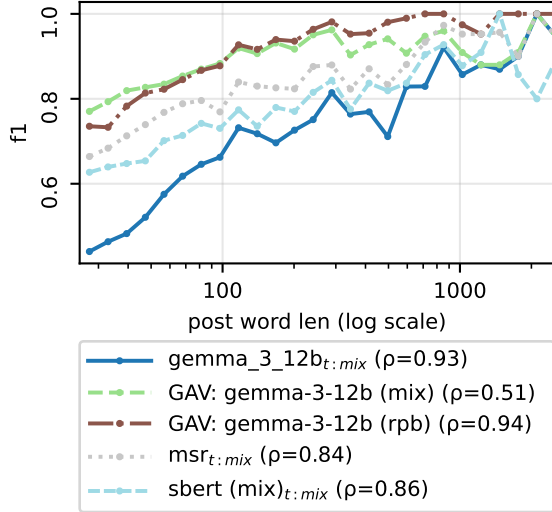 1.0
0.8
0.6
f1
100
1000
post word len (log scale)
gemma_3_12b_{t:mix} (ρ=0.93)
GAV: gemma-3-12b (mix) (ρ=0.51)
GAV: gemma-3-12b (rpb) (ρ=0.94)
msr_{t:mix} (ρ=0.84)
sbert (mix)_{t:mix} (ρ=0.86)